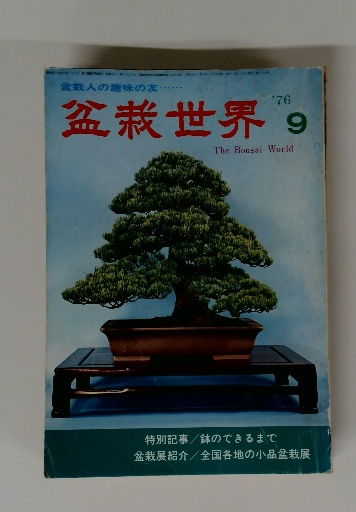 盆栽人の趣味の友……
'76
盆栽世界 9
The Bonsai World
特別記事／鉢のできるまで
盆栽展紹介／全国各地の小品盆栽展